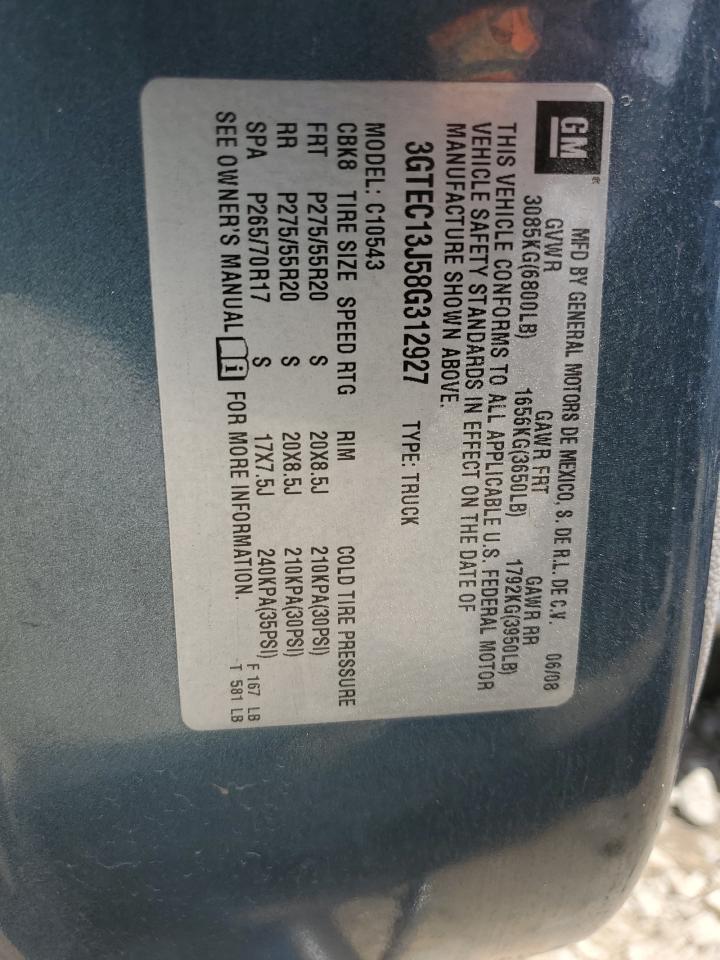 GM®
MFD BY GENERAL MOTORS DE MEXICO, S. DE R.L. DE C.V. 06/08
GVWR GAWR FRT GAWR RR
3085KG(6800LB) 1656KG(3650LB) 1792KG(3950LB)
THIS VEHICLE CONFORMS TO ALL APPLICABLE U.S. FEDERAL MOTOR
VEHICLE SAFETY STANDARDS IN EFFECT ON THE DATE OF
MANUFACTURE SHOWN ABOVE.
3GTEC13J58G312927 TYPE: TRUCK
MODEL: C10543
CBK8 TIRE SIZE SPEED RTG RIM COLD TIRE PRESSURE
FRT P275/55R20 S 20X8.5J 210KPA(30PSI)
RR P275/55R20 S 20X8.5J 210KPA(30PSI)
SPA P265/70R17 S 17X7.5J 240KPA(35PSI)
SEE OWNER'S MANUAL i FOR MORE INFORMATION.
F 167 LB
T 581 LB